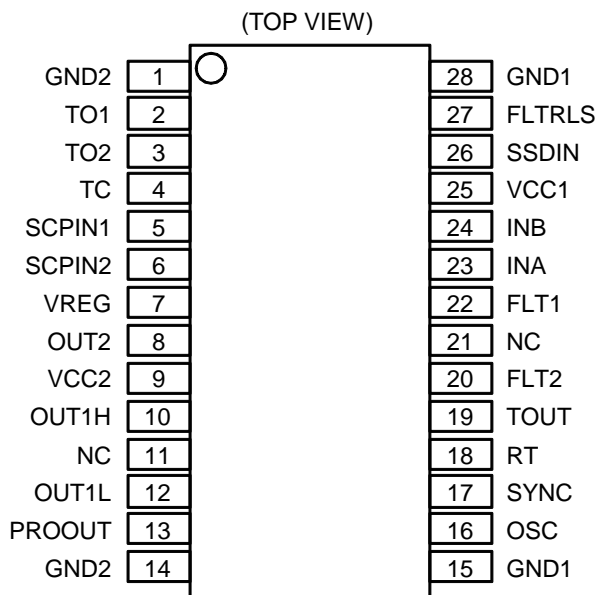 (TOP VIEW)
GND2 1 28 GND1
TO1 2 27 FLTRLS
TO2 3 26 SSDIN
TC 4 25 VCC1
SCPIN1 5 24 INB
SCPIN2 6 23 INA
VREG 7 22 FLT1
OUT2 8 21 NC
VCC2 9 20 FLT2
OUT1H 10 19 TOUT
NC 11 18 RT
OUT1L 12 17 SYNC
PROOUT 13 16 OSC
GND2 14 15 GND1